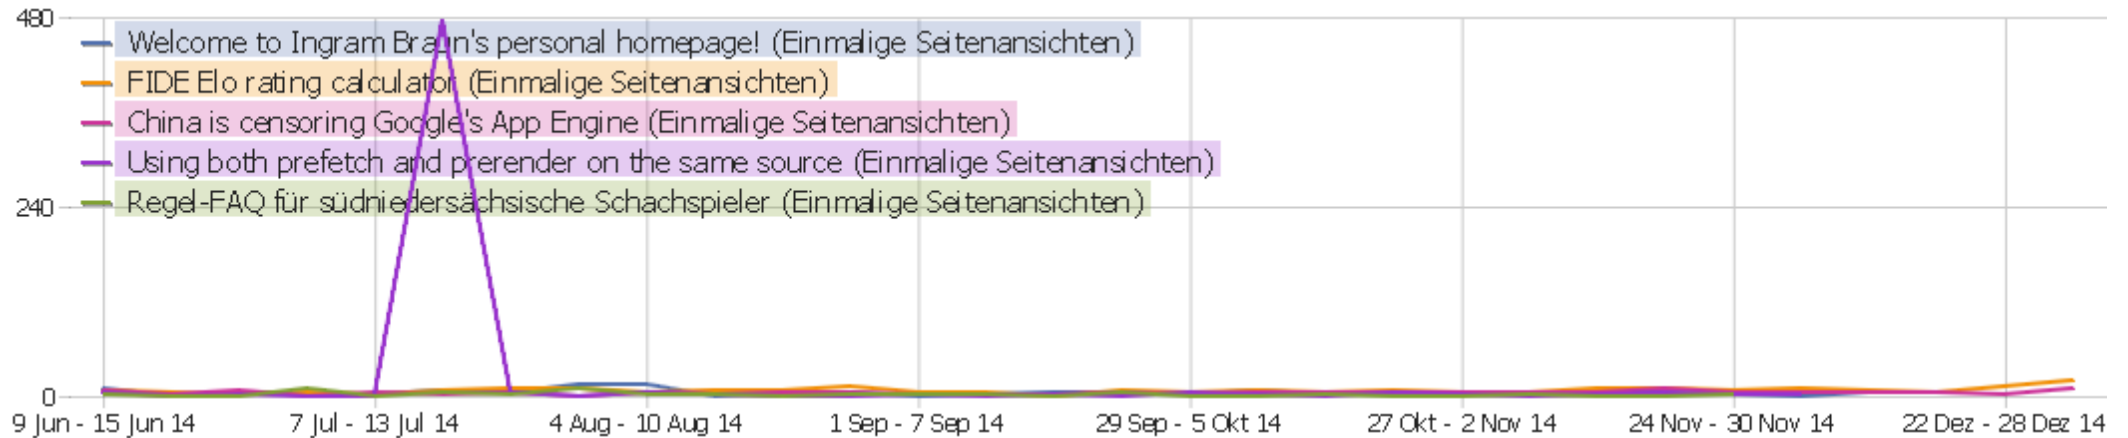 480
Welcome to Ingram Braun's personal homepage! (Einmalige Seitenansichten)
FIDE Elo rating calculator (Einmalige Seitenansichten)
China is censoring Google's App Engine (Einmalige Seitenansichten)
Using both prefetch and prerender on the same source (Einmalige Seitenansichten)
240
Regel-FAQ für südniedersächsische Schachspieler (Einmalige Seitenansichten)
0
9 Jun - 15 Jun 14 7 Jul - 13 Jul 14 4 Aug - 10 Aug 14 1 Sep - 7 Sep 14 29 Sep - 5 Okt 14 27 Okt - 2 Nov 14 24 Nov - 30 Nov 14 22 Dez - 28 Dez 14